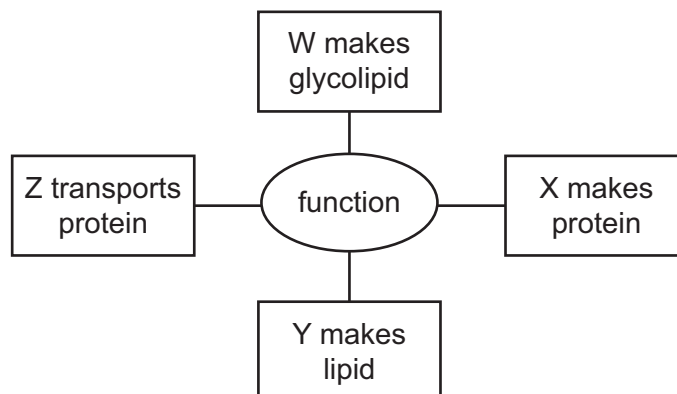 W makes
glycolipid
Z transports
protein
function
X makes
protein
Y makes
lipid